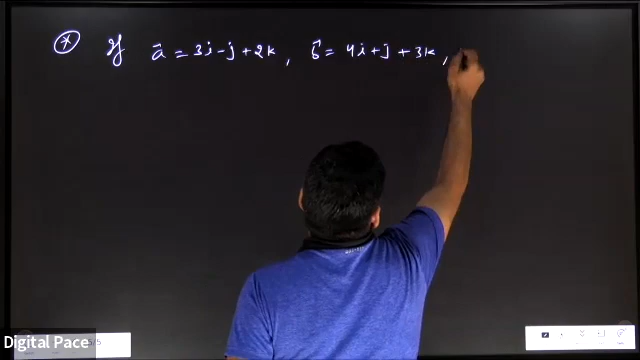 * If a⃗ = 3i - j + 2k, b⃗ = 4i + j + 3k,
Digital Pace